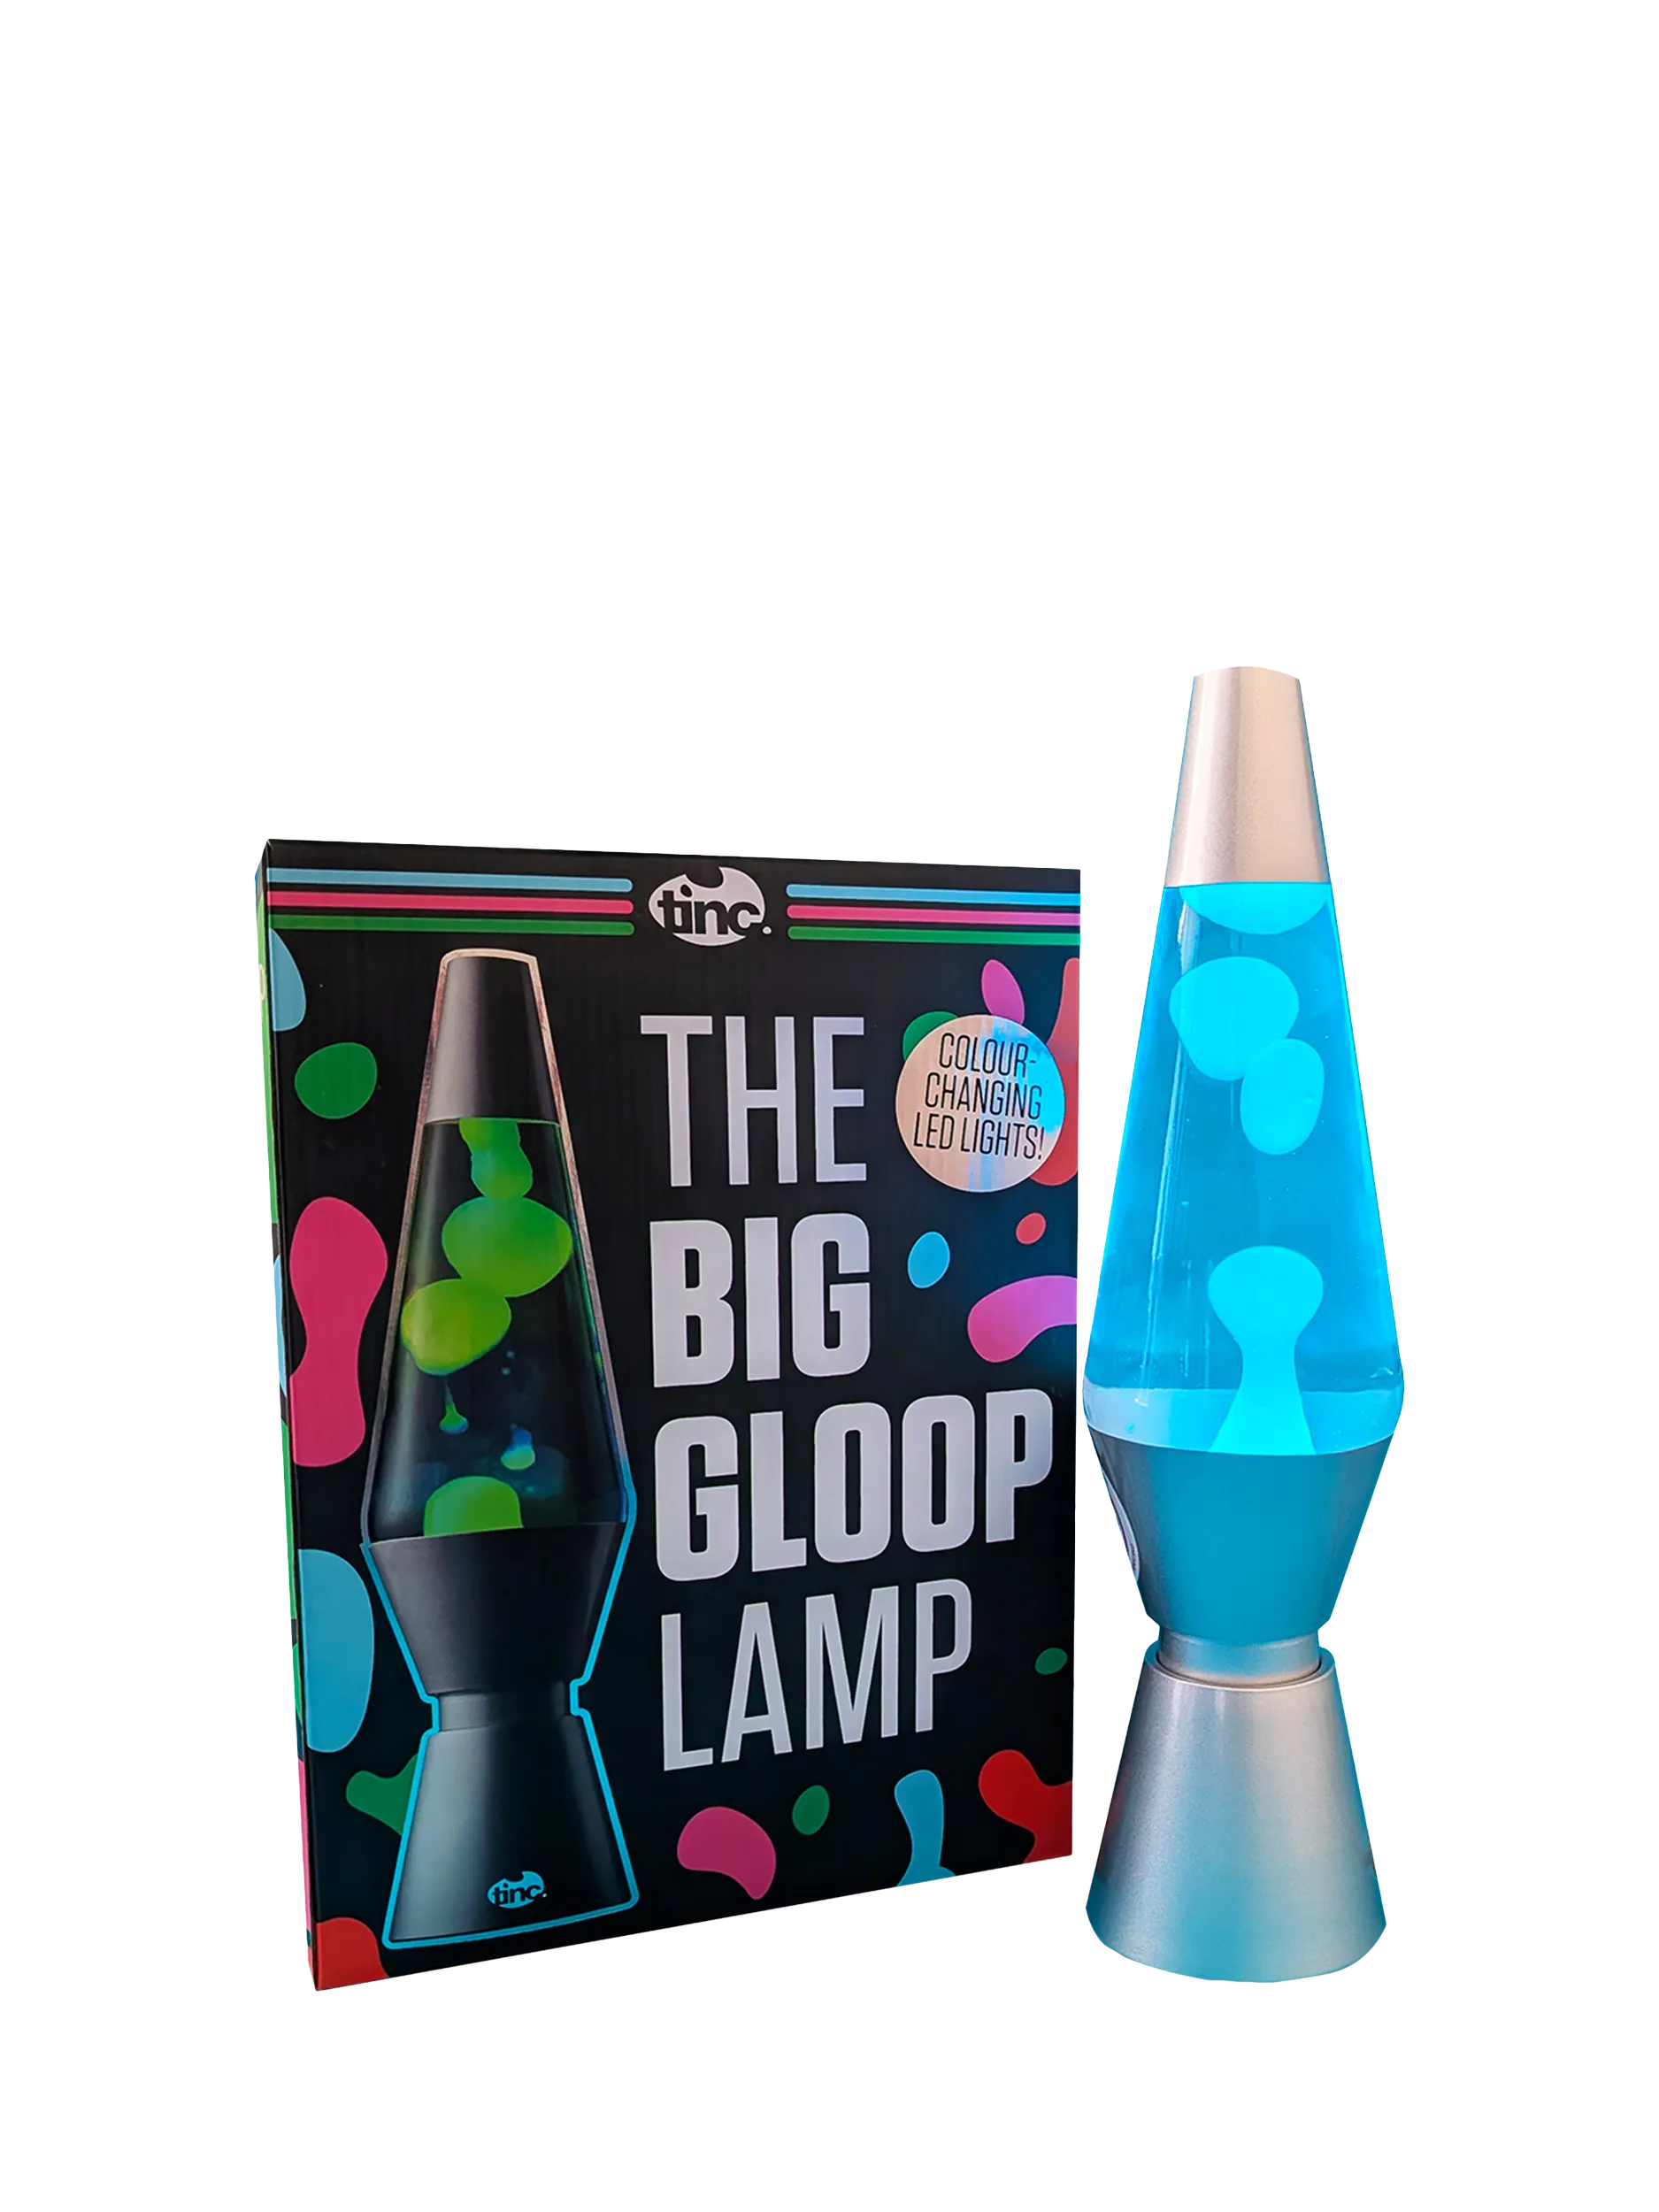 tinc.
THE
BIG
GLOOP
LAMP
COLOUR-
CHANGING
LED LIGHTS!
tinc.